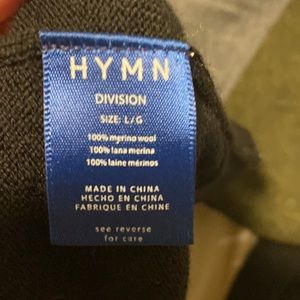 HYMN
DIVISION
SIZE: L/G
100% merino wool
100% lana merina
100% laine mérinos
MADE IN CHINA
HECHO EN CHINA
FABRIQUE EN CHINE
see reverse
for care